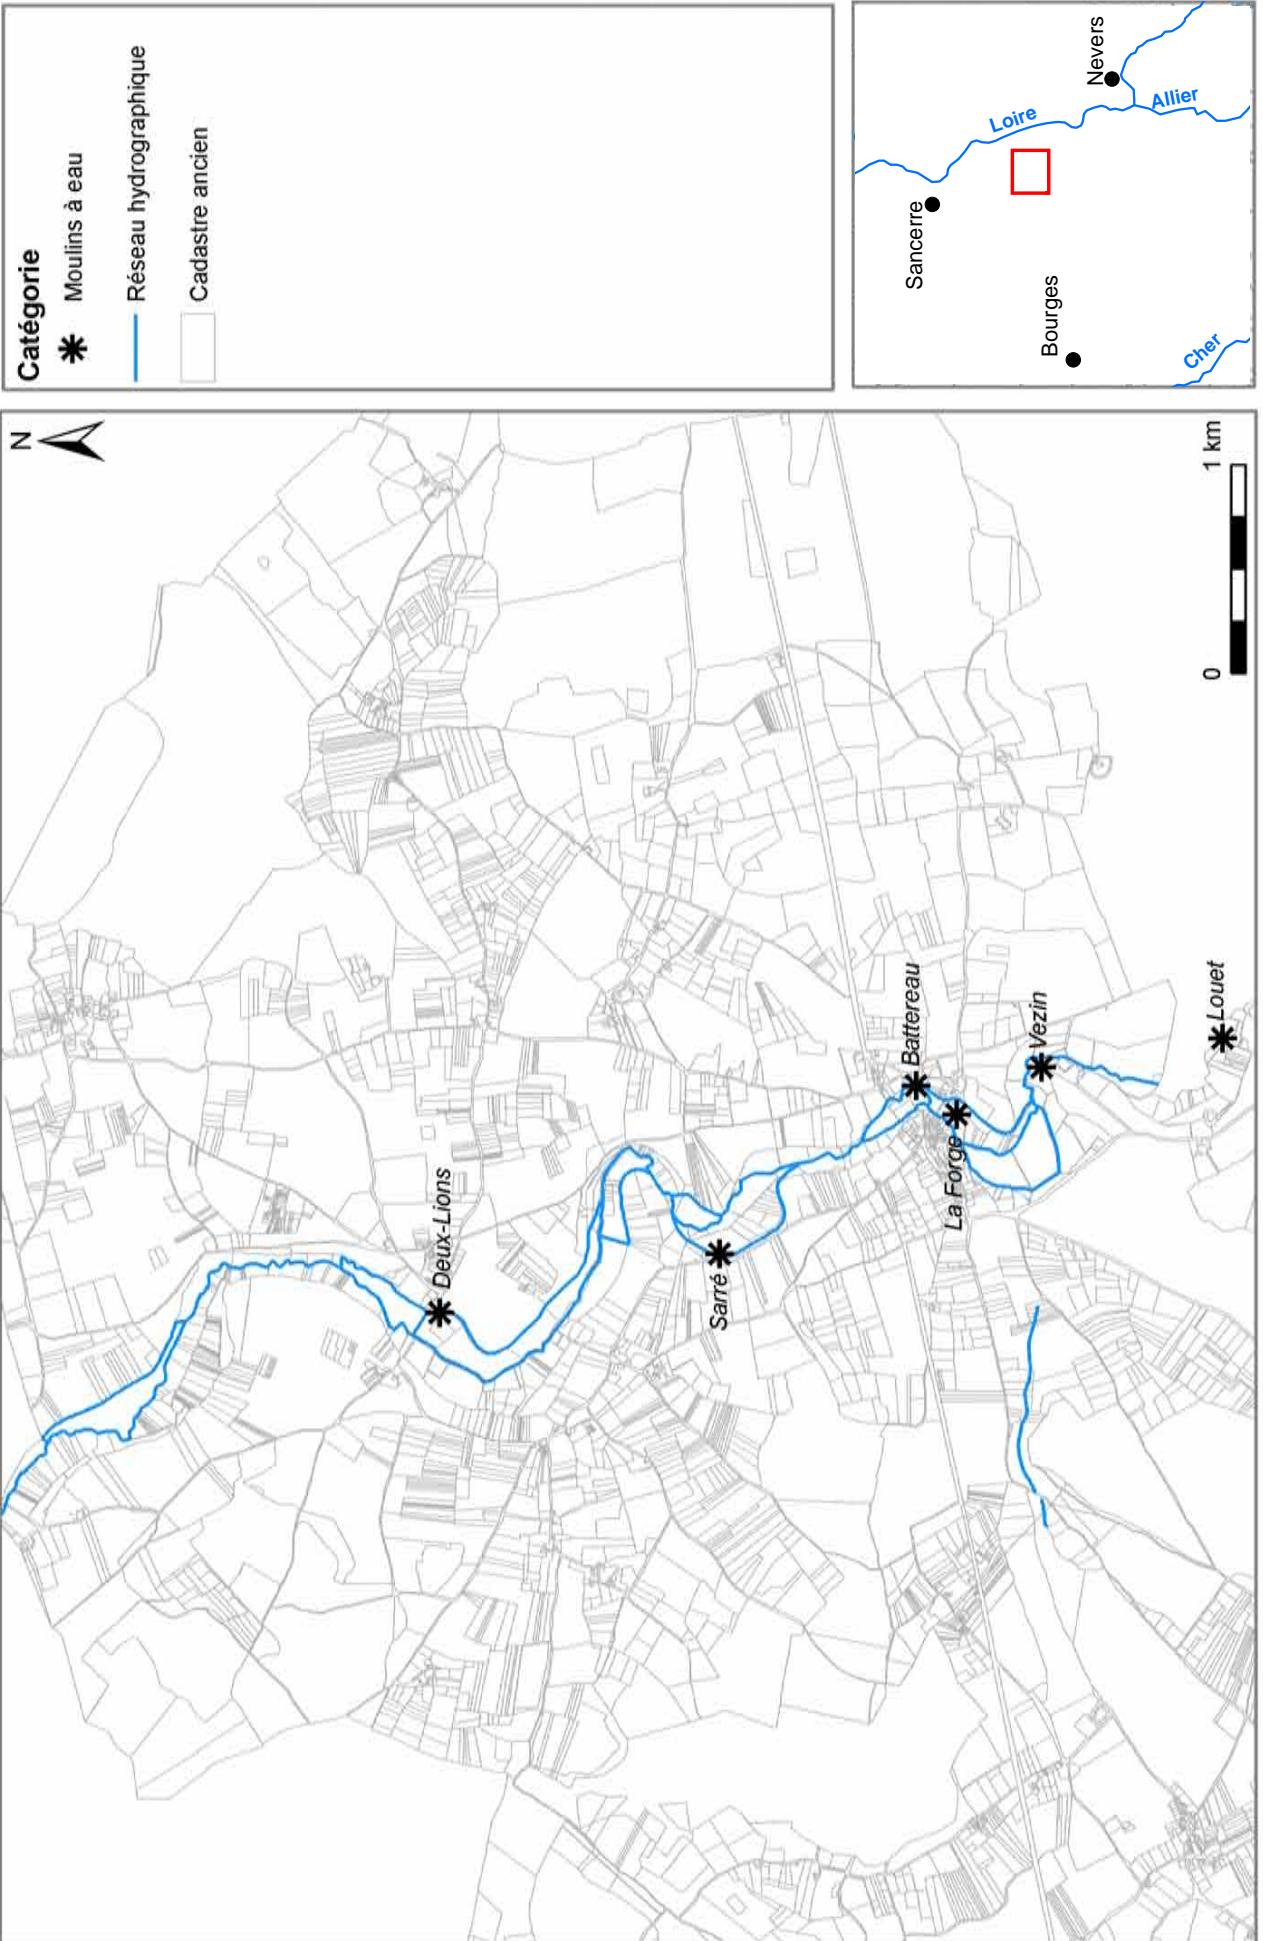 Catégorie
Moulins à eau
Réseau hydrographique
Cadastre ancien
N
Deux-Lions
Sarré
Battereau
La Forge
Vezin
Louet
0
1 km
Sancerre
Bourges
Nevers
Loire
Allier
Cher